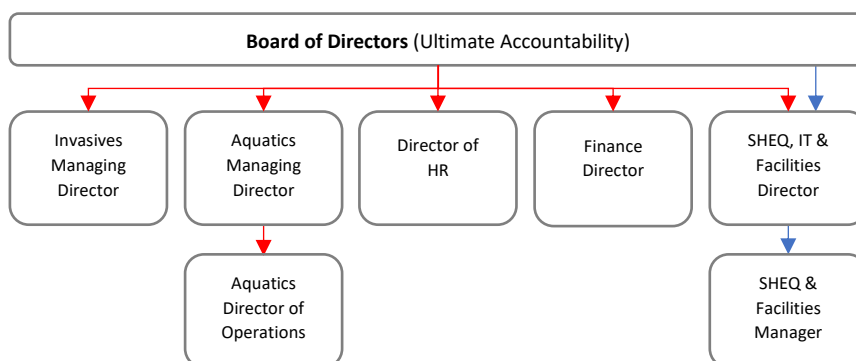 Board of Directors (Ultimate Accountability)
Invasives
Managing
Director
Aquatics
Managing
Director
Director of
HR
Finance
Director
SHEQ, IT &
Facilities
Director
Aquatics
Director of
Operations
SHEQ &
Facilities
Manager